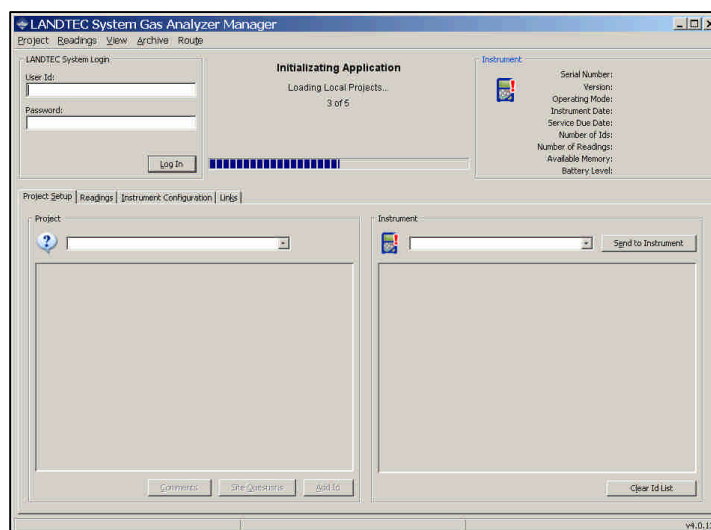 LANDTEC System Gas Analyzer Manager
Project Readings View Archive Route
LANDTEC System Login
User Id:
Password:
Log In
Initializating Application
Loading Local Projects...
3 of 5
Instrument
Serial Number:
Version:
Operating Mode:
Instrument Date:
Service Due Date:
Number of Ids:
Number of Readings:
Available Memory:
Battery Level:
Project Setup Readings Instrument Configuration Links
Project
Instrument
Send to Instrument
Comments Site Questions Add Id
Clear Id List